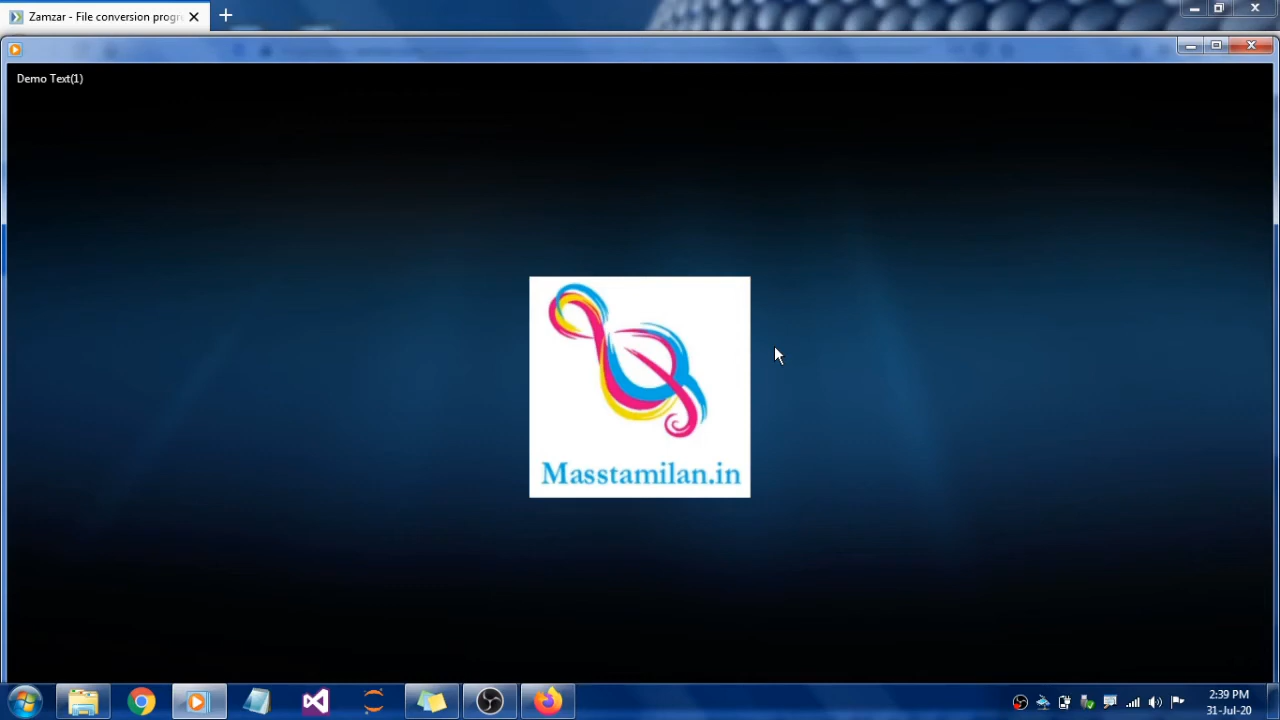 Zamzar - File conversion progr
Demo Text(1)
Masstamilan.in
2:39 PM
31-Jul-20